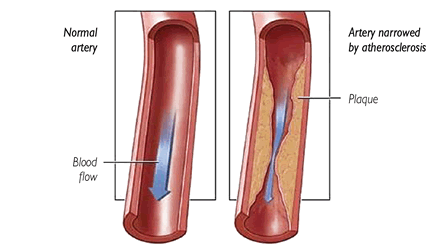 Normal
artery
Blood
flow
Artery narrowed
by atherosclerosis
Plaque